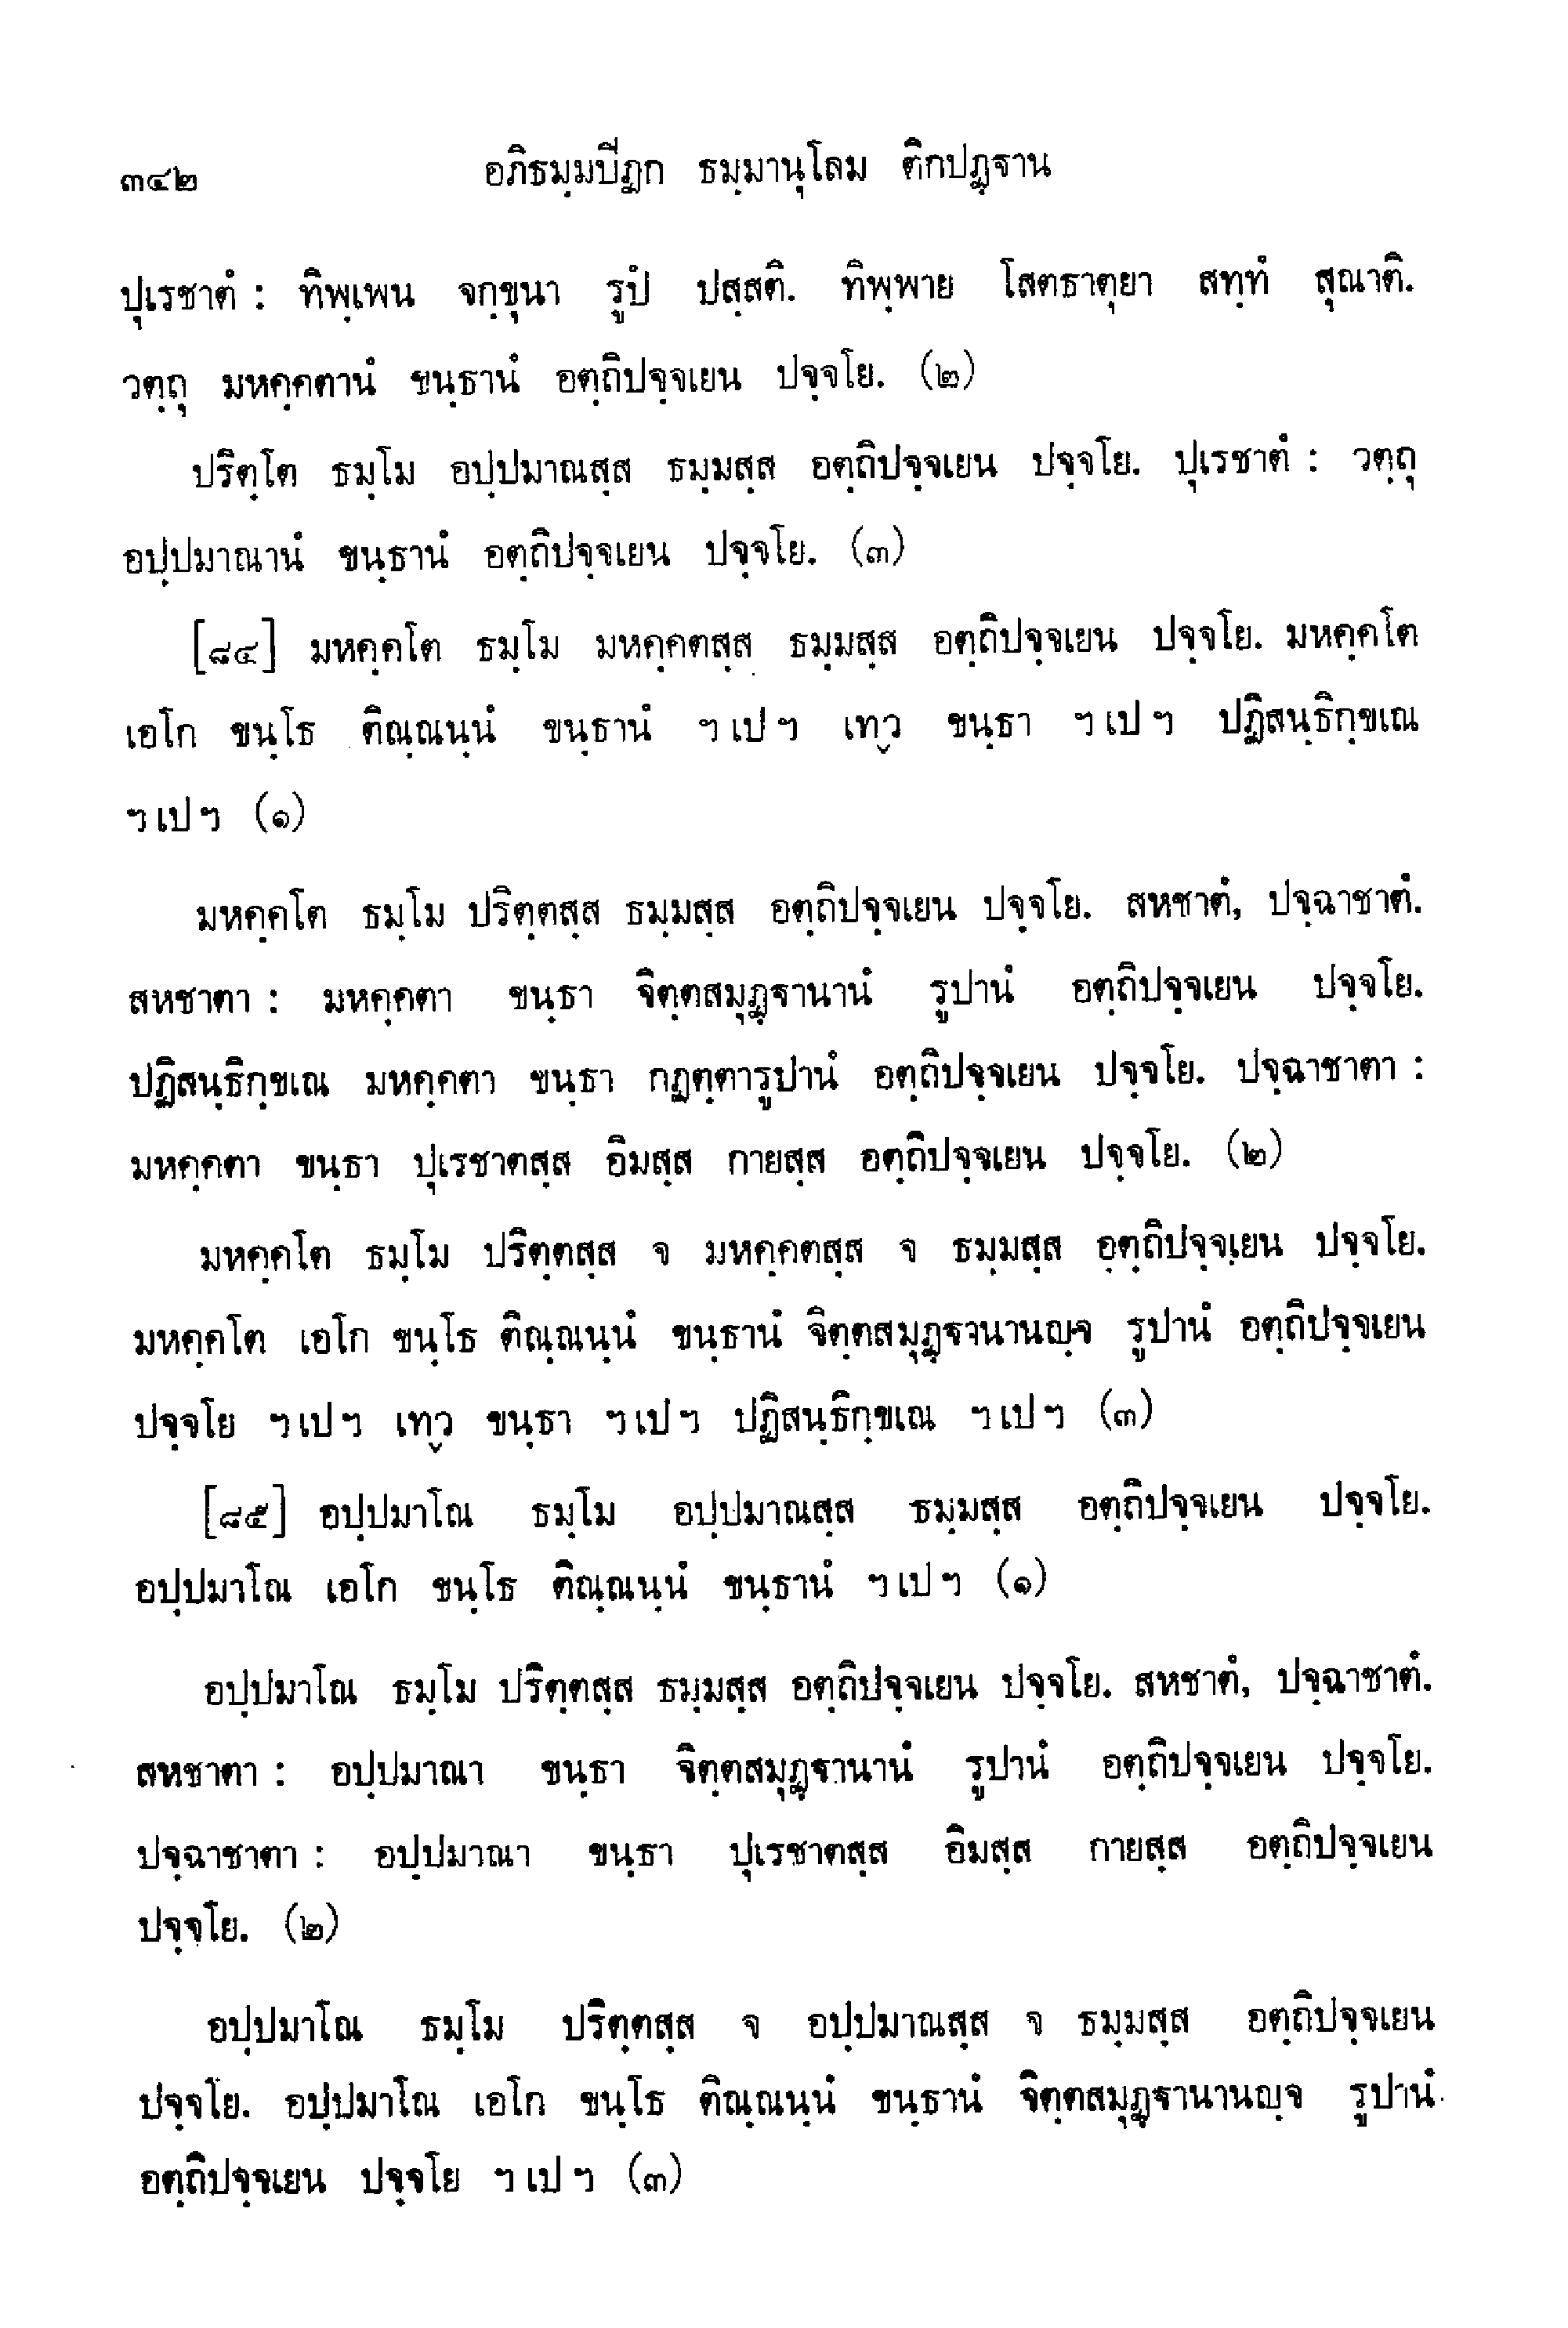 ๓๔๒ อภิธมฺมปิฏก ธมฺมานุโลม ติกปฏฺฐาน
ปุเรชาตํ : ทิพฺเพน จกฺขุนา รูปํ ปสฺสติ. ทิพฺพาย โสตธาตุยา สทฺทํ สุณาติ.
วตฺถุ มหคฺคตานํ ขนฺธานํ อตฺถิปจฺจเยน ปจฺจโย. (๒)
ปริตฺโต ธมฺโม อปฺปมาณสฺส ธมฺมสฺส อตฺถิปจฺจเยน ปจฺจโย. ปุเรชาตํ : วตฺถุ
อปฺปมาณานํ ขนฺธานํ อตฺถิปจฺจเยน ปจฺจโย. (๓)
[๘๔] มหคฺคโต ธมฺโม มหคฺคตสฺส ธมฺมสฺส อตฺถิปจฺจเยน ปจฺจโย. มหคฺคโต
เอโก ขนฺโธ ติณฺณนฺนํ ขนฺธานํ ฯ เป ฯ เทฺว ขนฺธา ฯ เป ฯ ปฏิสนฺธิกฺขเณ
ฯ เป ฯ (๑)
มหคฺคโต ธมฺโม ปริตฺตสฺส ธมฺมสฺส อตฺถิปจฺจเยน ปจฺจโย. สหชาตํ, ปจฺฉาชาตํ.
สหชาตา : มหคฺคตา ขนฺธา จิตฺตสมุฏฺฐานานํ รูปานํ อตฺถิปจฺจเยน ปจฺจโย.
ปฏิสนฺธิกฺขเณ มหคฺคตา ขนฺธา กฏตฺตารูปานํ อตฺถิปจฺจเยน ปจฺจโย. ปจฺฉาชาตา :
มหคฺคตา ขนฺธา ปุเรชาตสฺส อิมสฺส กายสฺส อตฺถิปจฺจเยน ปจฺจโย. (๒)
มหคฺคโต ธมฺโม ปริตฺตสฺส จ มหคฺคตสฺส จ ธมฺมสฺส อตฺถิปจฺจเยน ปจฺจโย.
มหคฺคโต เอโก ขนฺโธ ติณฺณนฺนํ ขนฺธานํ จิตฺตสมุฏฺฐานานญฺจ รูปานํ อตฺถิปจฺจเยน
ปจฺจโย ฯ เป ฯ เทฺว ขนฺธา ฯ เป ฯ ปฏิสนฺธิกฺขเณ ฯ เป ฯ (๓)
[๘๕] อปฺปมาโณ ธมฺโม อปฺปมาณสฺส ธมฺมสฺส อตฺถิปจฺจเยน ปจฺจโย.
อปฺปมาโณ เอโก ขนฺโธ ติณฺณนฺนํ ขนฺธานํ ฯ เป ฯ (๑)
อปฺปมาโณ ธมฺโม ปริตฺตสฺส ธมฺมสฺส อตฺถิปจฺจเยน ปจฺจโย. สหชาตํ, ปจฺฉาชาตํ.
สหชาตา : อปฺปมาณา ขนฺธา จิตฺตสมุฏฺฐานานํ รูปานํ อตฺถิปจฺจเยน ปจฺจโย.
ปจฺฉาชาตา : อปฺปมาณา ขนฺธา ปุเรชาตสฺส อิมสฺส กายสฺส อตฺถิปจฺจเยน
ปจฺจโย. (๒)
อปฺปมาโณ ธมฺโม ปริตฺตสฺส จ อปฺปมาณสฺส จ ธมฺมสฺส อตฺถิปจฺจเยน
ปจฺจโย. อปฺปมาโณ เอโก ขนฺโธ ติณฺณนฺนํ ขนฺธานํ จิตฺตสมุฏฺฐานานญฺจ รูปานํ
อตฺถิปจฺจเยน ปจฺจโย ฯ เป ฯ (๓)